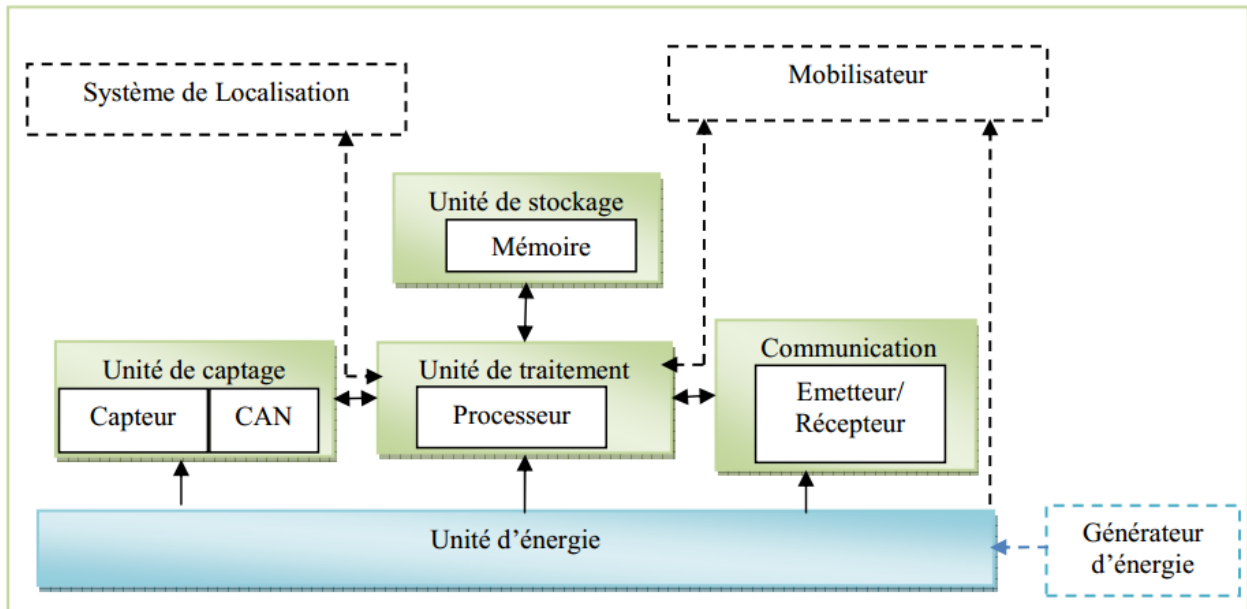 Système de Localisation
Mobilisateur
Unité de stockage
Mémoire
Unité de captage
Capteur
CAN
Unité de traitement
Processeur
Communication
Emetteur/
Récepteur
Unité d’énergie
Générateur
d’énergie